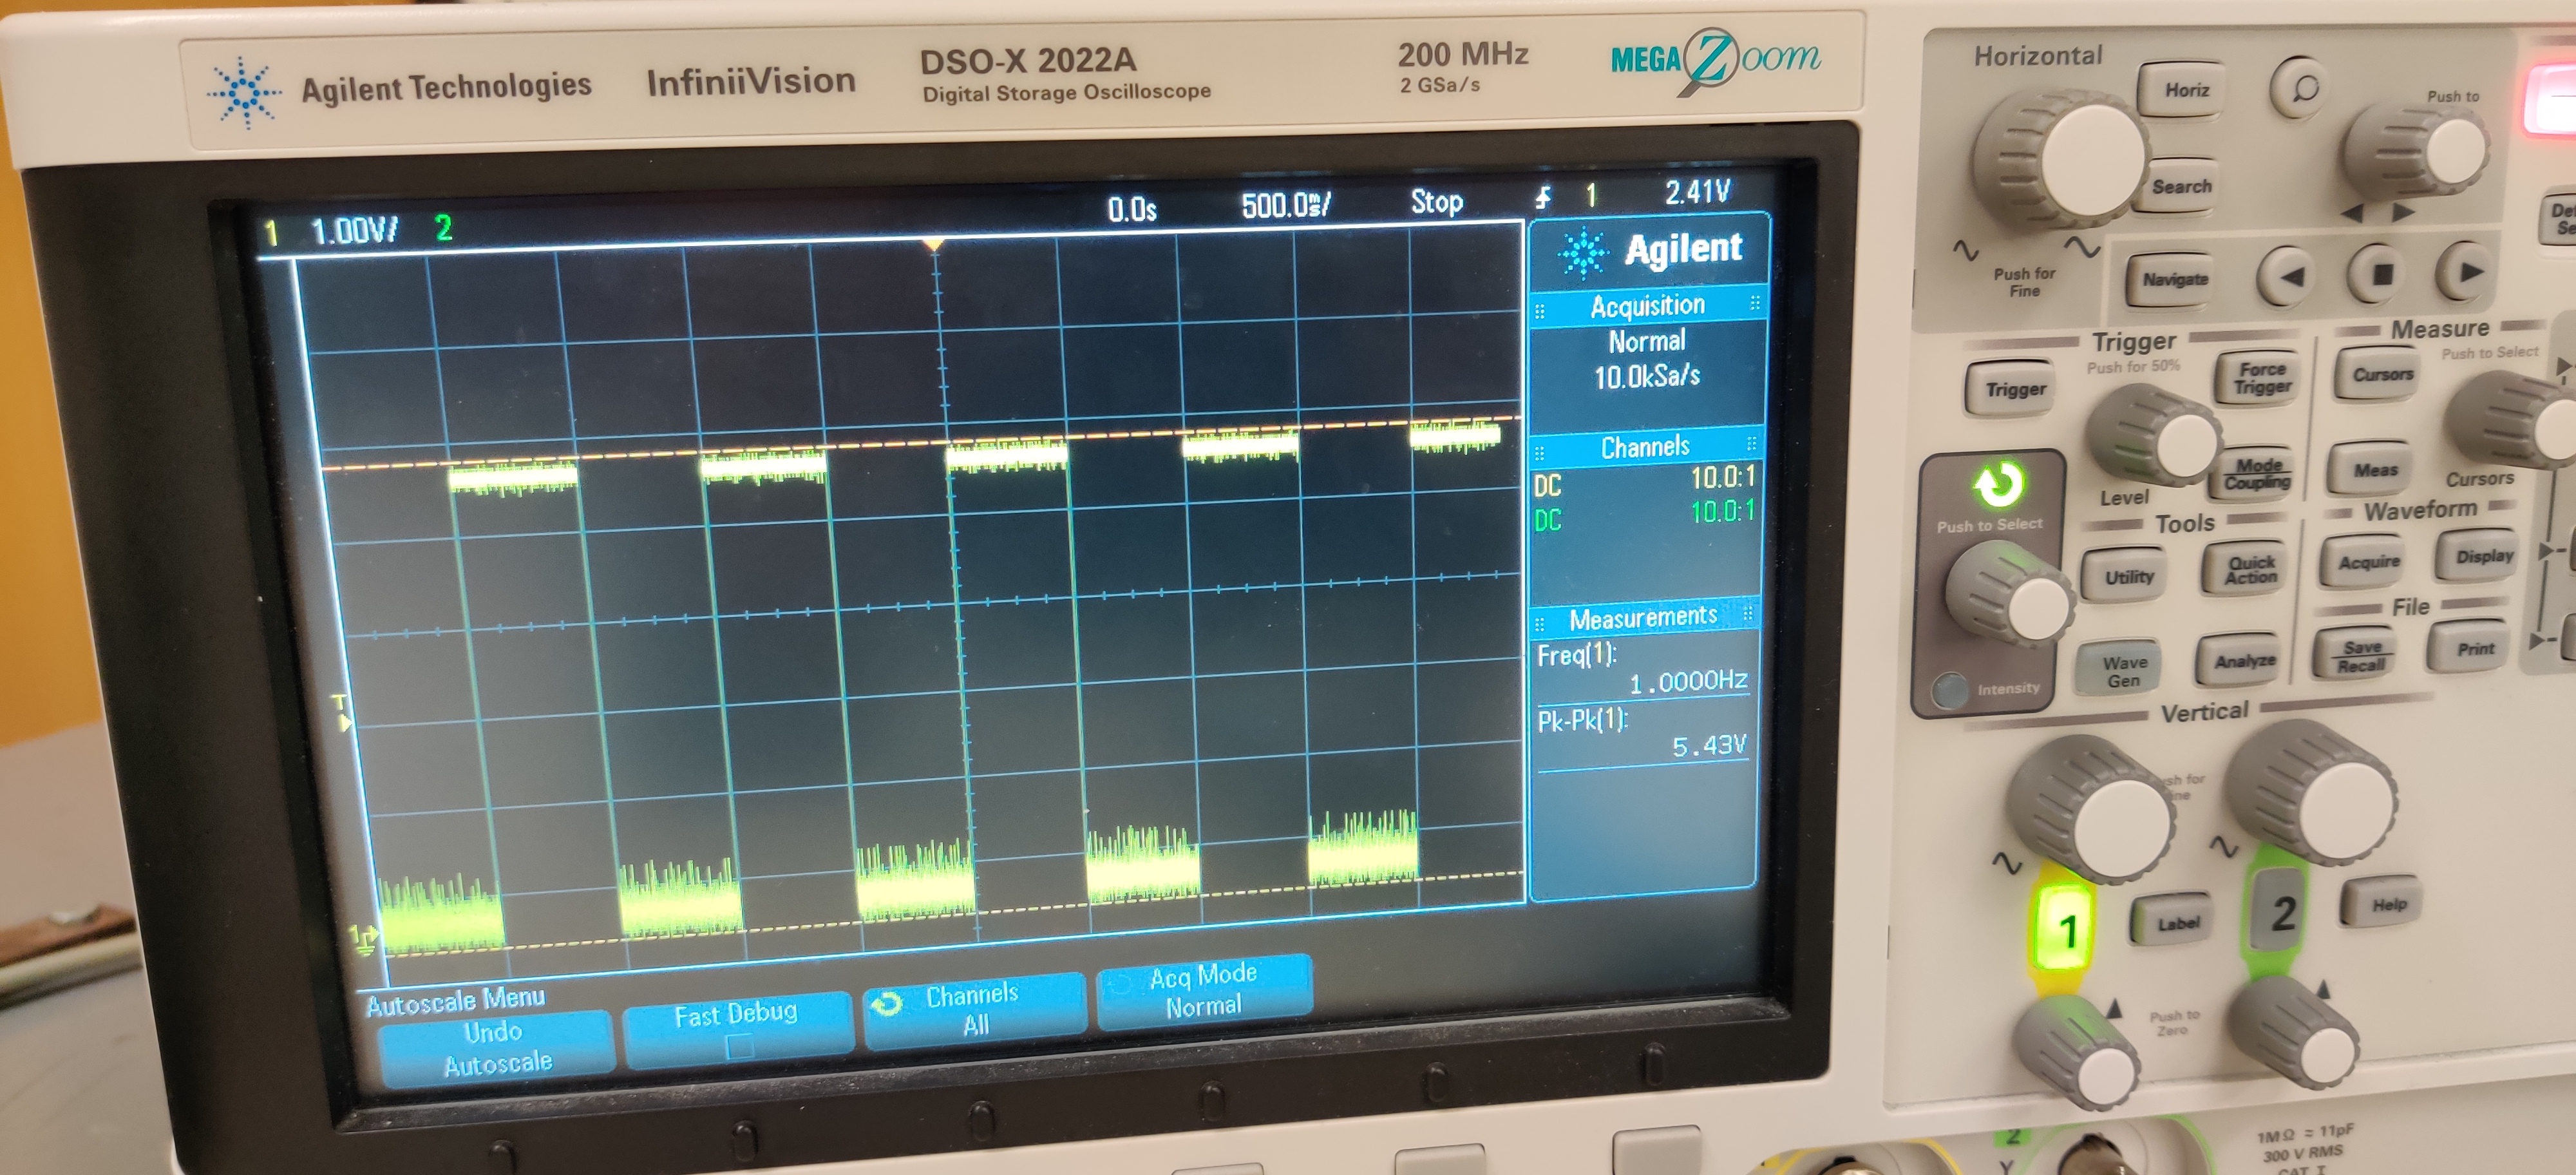 Agilent Technologies InfiniiVision DSO-X 2022A 200 MHz MEGA Zoom
Digital Storage Oscilloscope 2 GSa/s
1 1.00V/ 2 0.0s 500.0ms/ Stop 1 2.41V
Agilent
Acquisition
Normal
10.0kSa/s
Channels
DC 10.0:1
DC 10.0:1
Measurements
Freq(1):
1.0000Hz
Pk-Pk(1):
5.43V
T
1
Autoscale Menu
Undo
Autoscale
Fast Debug
Channels
All
Acq Mode
Normal
Horizontal
Horiz
Push to
Search
Push for
Fine
Navigate
Trigger
Push for 50%
Trigger
Force
Trigger
Level
Mode
Coupling
Measure
Push to Select
Cursors
Meas
Cursors
Push to Select
Intensity
Tools
Utility
Quick
Action
Wave
Gen
Analyze
Waveform
Acquire
Display
File
Save
Recall
Print
Vertical
1
Label
2
Help
Push to
Zero
2
Y
1MΩ ≈ 11pF
300 V RMS